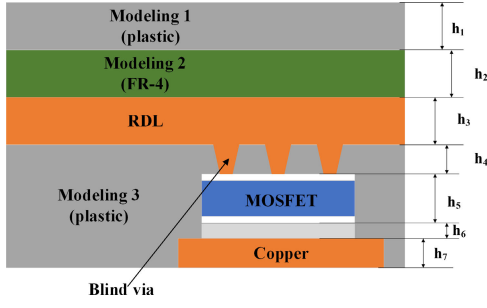 Modeling 1
(plastic)
h₁
Modeling 2
(FR-4)
h₂
RDL
h₃
h₄
Modeling 3
(plastic)
MOSFET
h₅
h₆
Copper
h₇
Blind via